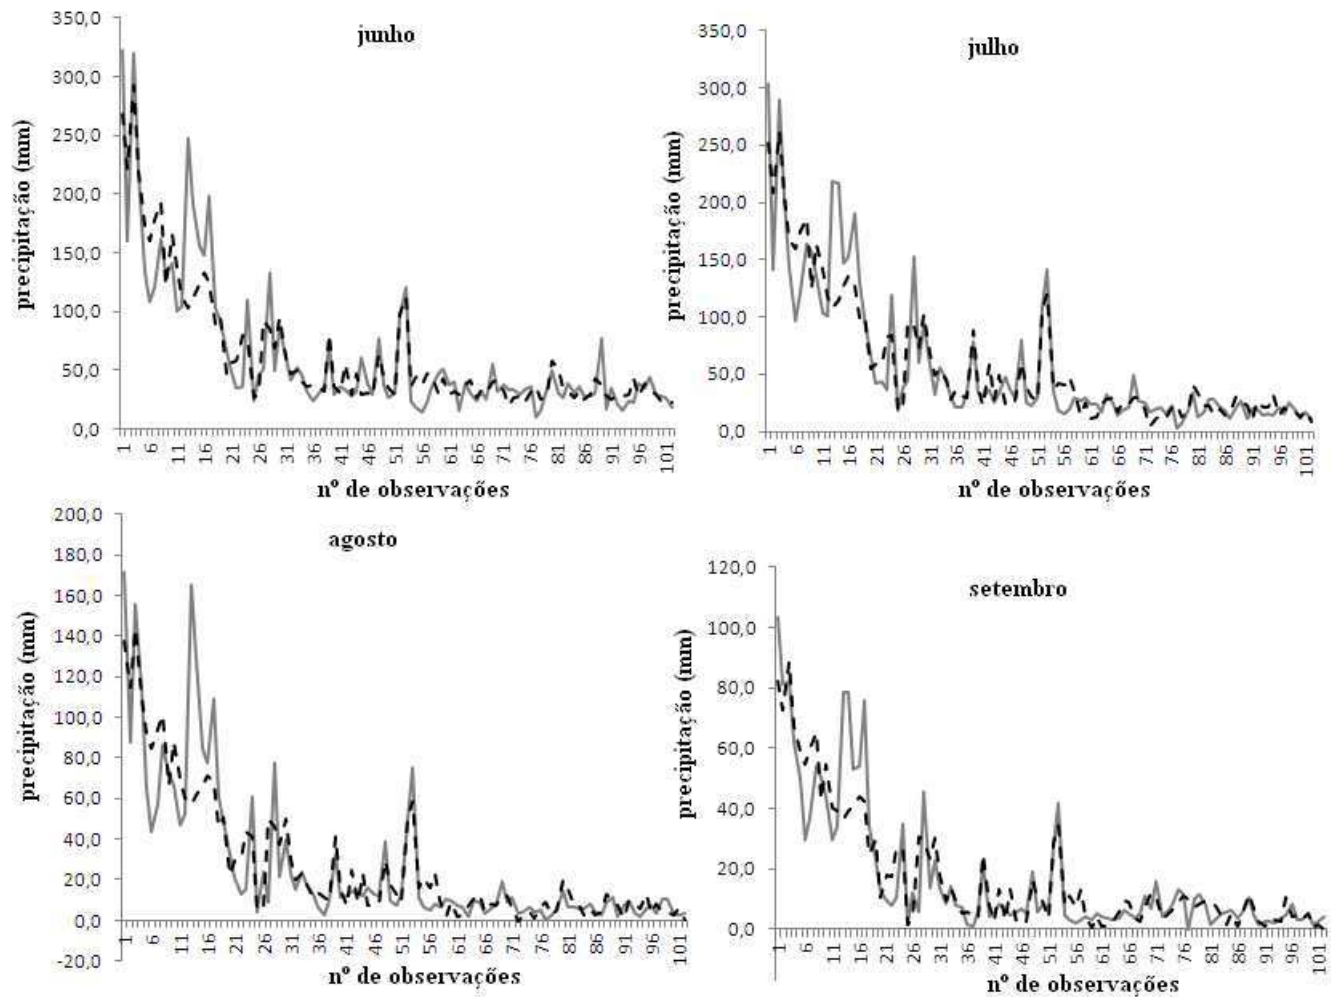 junho
precipitação (mm)
350,0
300,0
250,0
200,0
150,0
100,0
50,0
0,0
1 6 11 16 21 26 31 36 41 46 51 56 61 66 71 76 81 86 91 96 101
nº de observações
julho
precipitação (mm)
350,0
300,0
250,0
200,0
150,0
100,0
50,0
0,0
1 6 11 16 21 26 31 36 41 46 51 56 61 66 71 76 81 86 91 96 101
nº de observações
agosto
precipitação (mm)
200,0
180,0
160,0
140,0
120,0
100,0
80,0
60,0
40,0
20,0
0,0
-20,0
1 6 11 16 21 26 31 36 41 46 51 56 61 66 71 76 81 86 91 96 101
nº de observações
setembro
precipitação (mm)
120,0
100,0
80,0
60,0
40,0
20,0
0,0
1 6 11 16 21 26 31 36 41 46 51 56 61 66 71 76 81 86 91 96 101
nº de observações